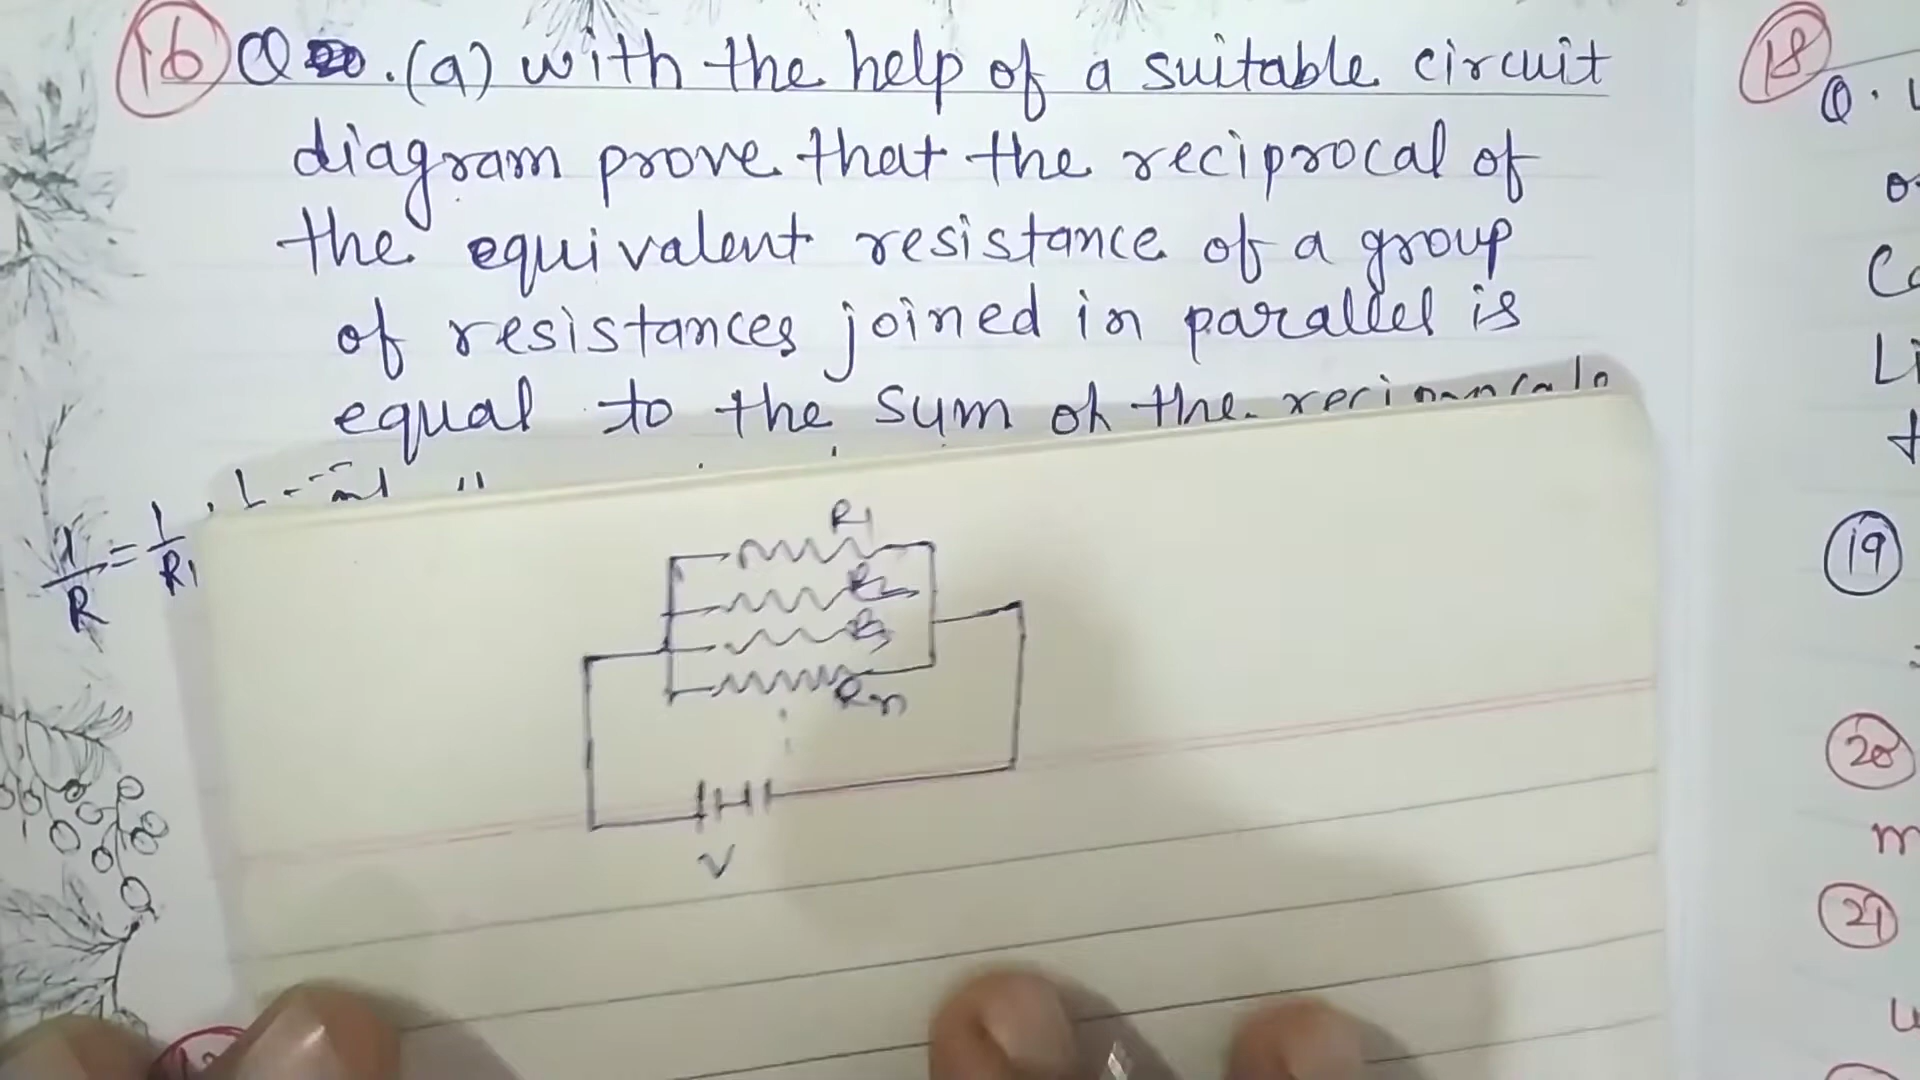 16 Q . (a) with the help of a suitable circuit
diagram prove that the reciprocal of
the equivalent resistance of a group
of resistances joined in parallel is
equal to the sum of the reciprocals
1/R = 1/R1
R1
R2
R3
Rn
V
18
Q.
19
20
m
21